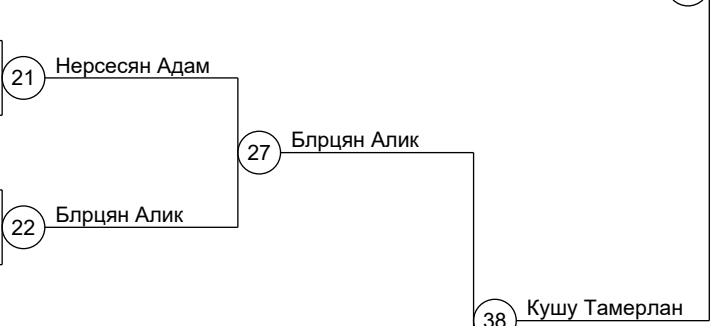 21 Нерсесян Адам
27 Блрцян Алик
22 Блрцян Алик
38 Кушу Тамерлан